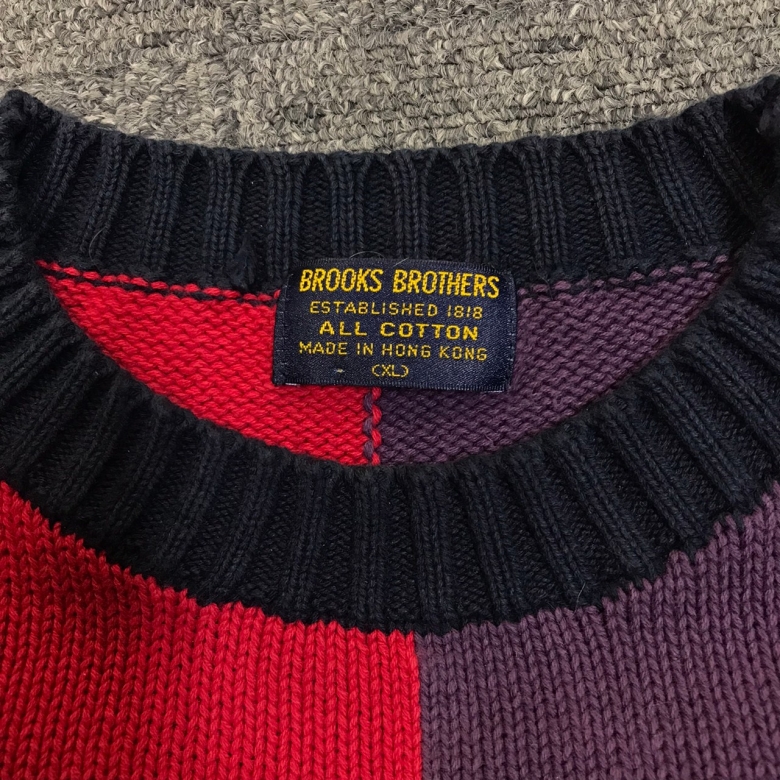 BROOKS BROTHERS
ESTABLISHED 1818
ALL COTTON
MADE IN HONG KONG
(XL)